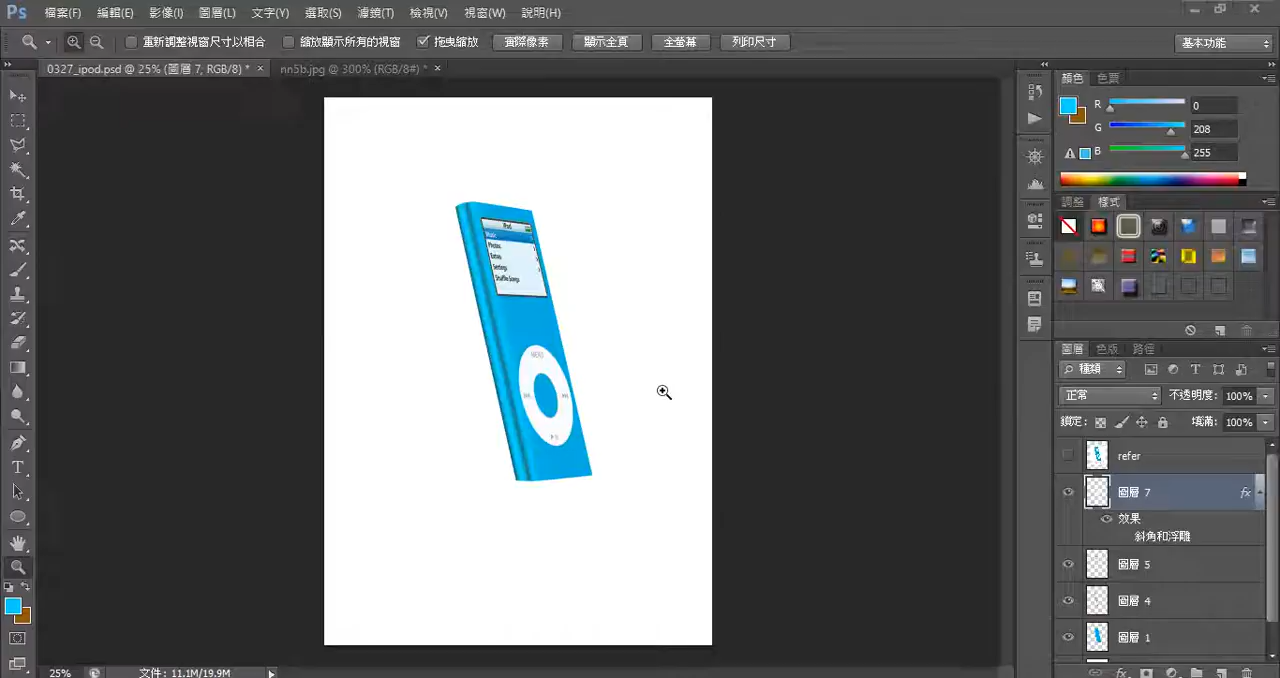 Ps 檔案(F) 編輯(E) 影像(I) 圖層(L) 文字(Y) 選取(S) 濾鏡(T) 檢視(V) 視窗(W) 說明(H)
重新調整視窗尺寸以相合 縮放顯示所有的視窗 拖曳縮放 實際像素 顯示全頁 全螢幕 列印尺寸 基本功能
0327_ipod.psd @ 25% (圖層 7, RGB/8) * × nn5b.jpg @ 300% (RGB/8#) * ×
顏色 色票
R 0
G 208
B 255
調整 樣式
iPod
Music
Photos
Extras
Settings
Shuffle Songs
MENU
圖層 色版 路徑
種類
正常 不透明度: 100%
鎖定: 填滿: 100%
refer
圖層 7 fx
效果
斜角和浮雕
圖層 5
圖層 4
圖層 1
25% 文件: 11.1M/19.9M